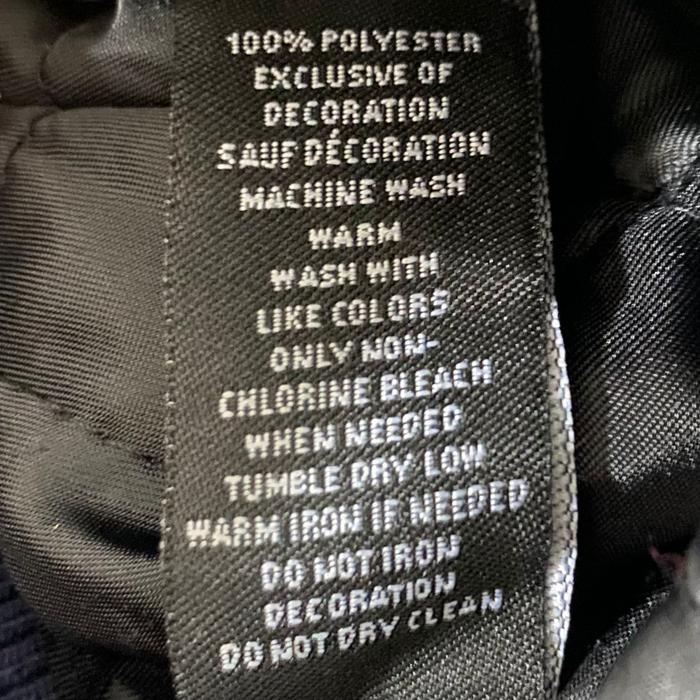 100% POLYESTER
EXCLUSIVE OF
DECORATION
SAUF DÉCORATION
MACHINE WASH
WARM
WASH WITH
LIKE COLORS
ONLY NON-
CHLORINE BLEACH
WHEN NEEDED
TUMBLE DRY LOW
WARM IRON IF NEEDED
DO NOT IRON
DECORATION
DO NOT DRY CLEAN